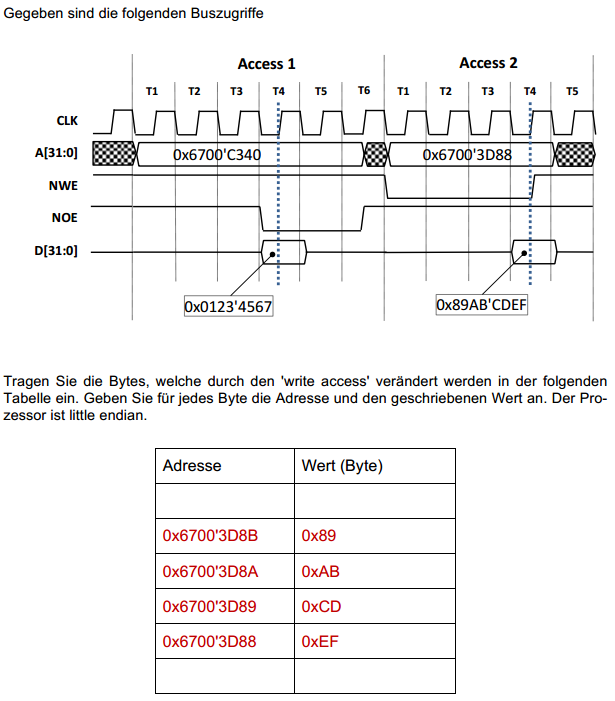 Gegeben sind die folgenden Buszugriffe
Access 1 Access 2
T1 T2 T3 T4 T5 T6 T1 T2 T3 T4 T5
CLK
A[31:0] 0x6700'C340 0x6700'3D88
NWE
NOE
D[31:0]
0x0123'4567 0x89AB'CDEF
Tragen Sie die Bytes, welche durch den 'write access' verändert werden in der folgenden
Tabelle ein. Geben Sie für jedes Byte die Adresse und den geschriebenen Wert an. Der Pro-
zessor ist little endian.
Adresse Wert (Byte)
0x6700'3D8B 0x89
0x6700'3D8A 0xAB
0x6700'3D89 0xCD
0x6700'3D88 0xEF